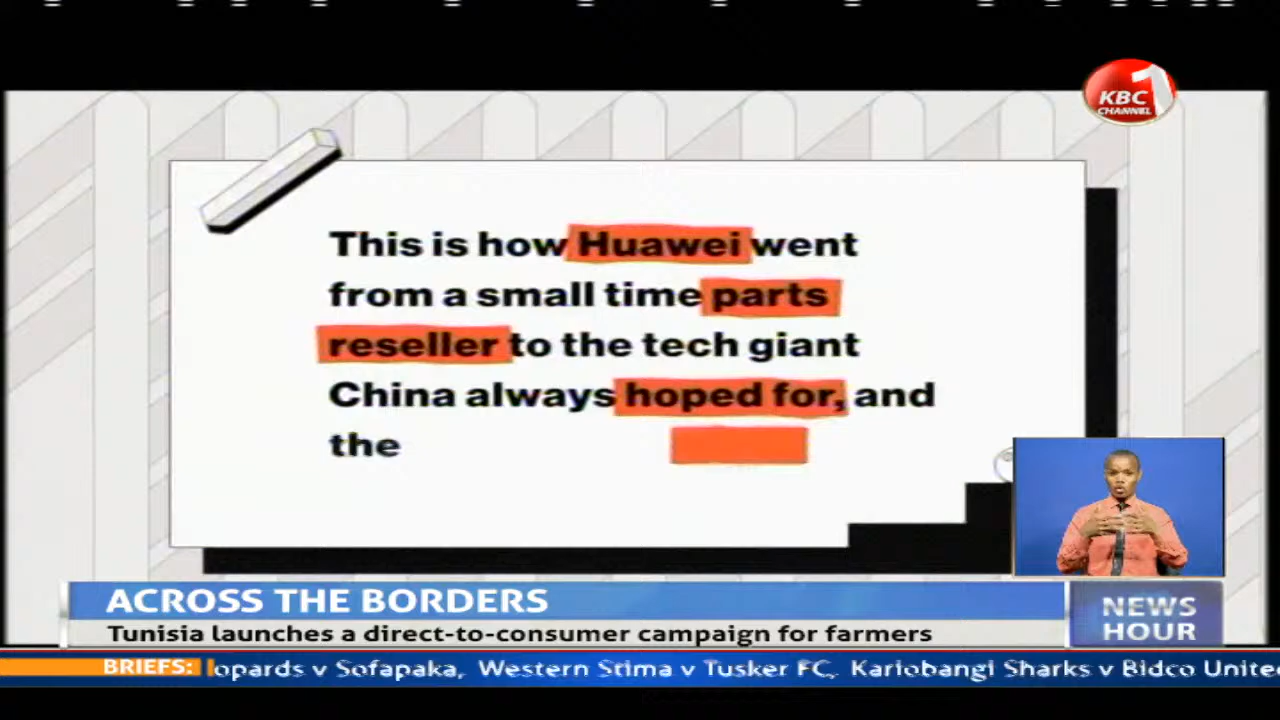 KBC 1
CHANNEL
This is how Huawei went
from a small time parts
reseller to the tech giant
China always hoped for, and
the
ACROSS THE BORDERS
Tunisia launches a direct-to-consumer campaign for farmers
NEWS
HOUR
BRIEFS: opards v Sofapaka, Western Stima v Tusker FC, Kariobangi Sharks v Bidco United